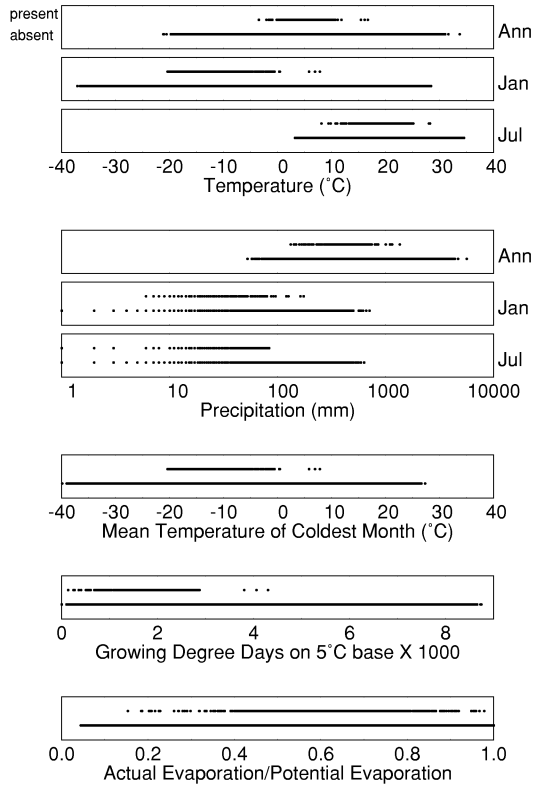 present
absent
Ann
Jan
Jul
-40 -30 -20 -10 0 10 20 30 40
Temperature (˚C)
Ann
Jan
Jul
1 10 100 1000 10000
Precipitation (mm)
-40 -30 -20 -10 0 10 20 30 40
Mean Temperature of Coldest Month (˚C)
0 2 4 6 8
Growing Degree Days on 5˚C base X 1000
0.0 0.2 0.4 0.6 0.8 1.0
Actual Evaporation/Potential Evaporation